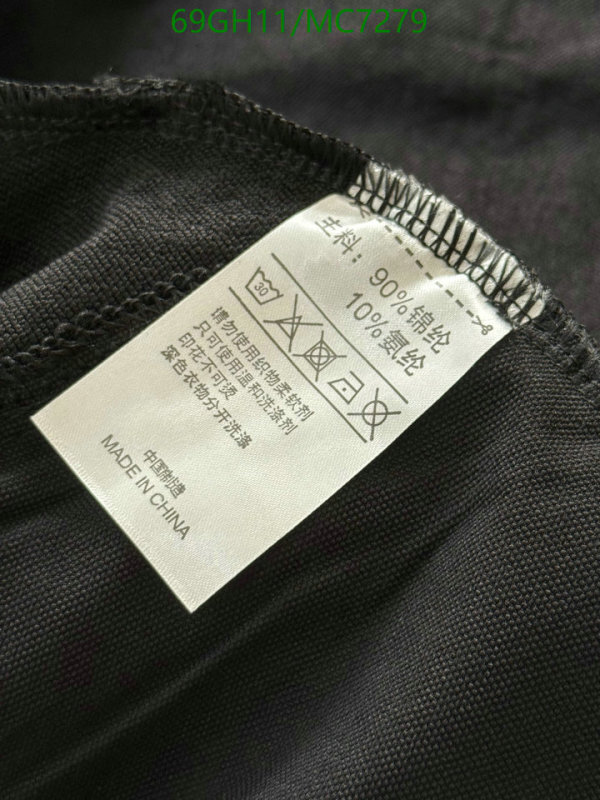 69GH11/MC7279
主料：90%锦纶
10%氨纶
30
请勿使用织物柔软剂
只可使用温和洗涤剂
印花不可烫
深色衣物分开洗涤
中国制造
MADE IN CHINA